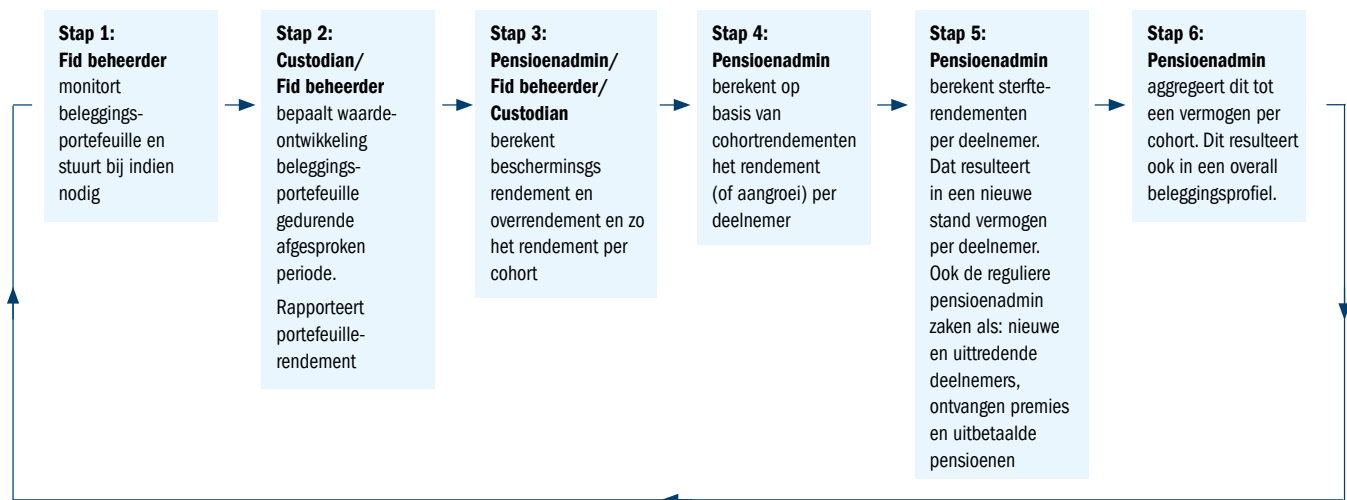 Stap 1:
Fid beheerder
monitort
beleggings-
portefeuille en
stuurt bij indien
nodig
Stap 2:
Custodian/
Fid beheerder
bepaalt waarde-
ontwikkeling
beleggings-
portefeuille
gedurende
afgesproken
periode.
Rapporteert
portefeuille-
rendement
Stap 3:
Pensioenadmin/
Fid beheerder/
Custodian
berekent
bescherminsgs
rendement en
overrendement en zo
het rendement per
cohort
Stap 4:
Pensioenadmin
berekent op
basis van
cohortrendementen
het rendement
(of aangroei) per
deelnemer
Stap 5:
Pensioenadmin
berekent sterfte-
rendementen
per deelnemer.
Dat resulteert
in een nieuwe
stand vermogen
per deelnemer.
Ook de reguliere
pensioenadmin
zaken als: nieuwe
en uittredende
deelnemers,
ontvangen premies
en uitbetaalde
pensioenen
Stap 6:
Pensioenadmin
aggregeert dit tot
een vermogen per
cohort. Dit resulteert
ook in een overall
beleggingsprofiel.